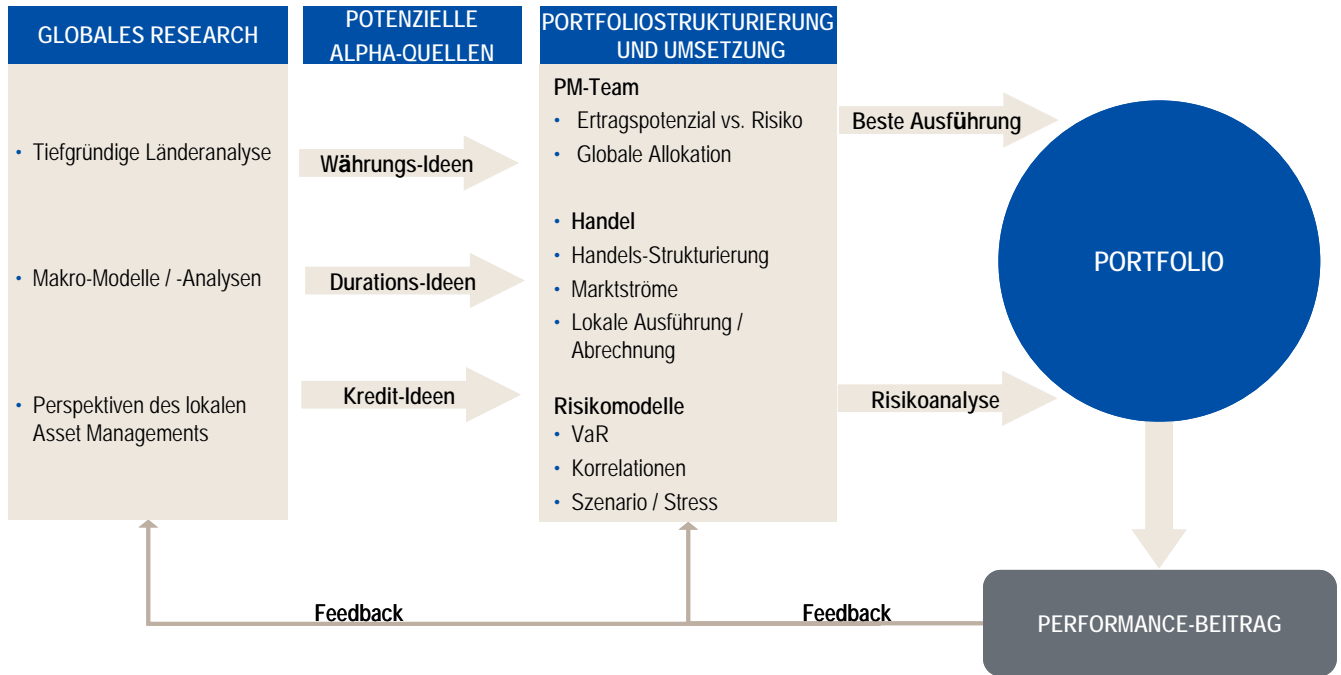 GLOBALES RESEARCH
• Tiefgründige Länderanalyse
• Makro-Modelle / -Analysen
• Perspektiven des lokalen
Asset Managements
POTENZIELLE
ALPHA-QUELLEN
Währungs-Ideen
Durations-Ideen
Kredit-Ideen
PORTFOLIOSTRUKTURIERUNG
UND UMSETZUNG
PM-Team
• Ertragspotenzial vs. Risiko
• Globale Allokation
• Handel
• Handels-Strukturierung
• Marktströme
• Lokale Ausführung /
Abrechnung
Risikomodelle
• VaR
• Korrelationen
• Szenario / Stress
Beste Ausführung
Risikoanalyse
PORTFOLIO
PERFORMANCE-BEITRAG
Feedback
Feedback